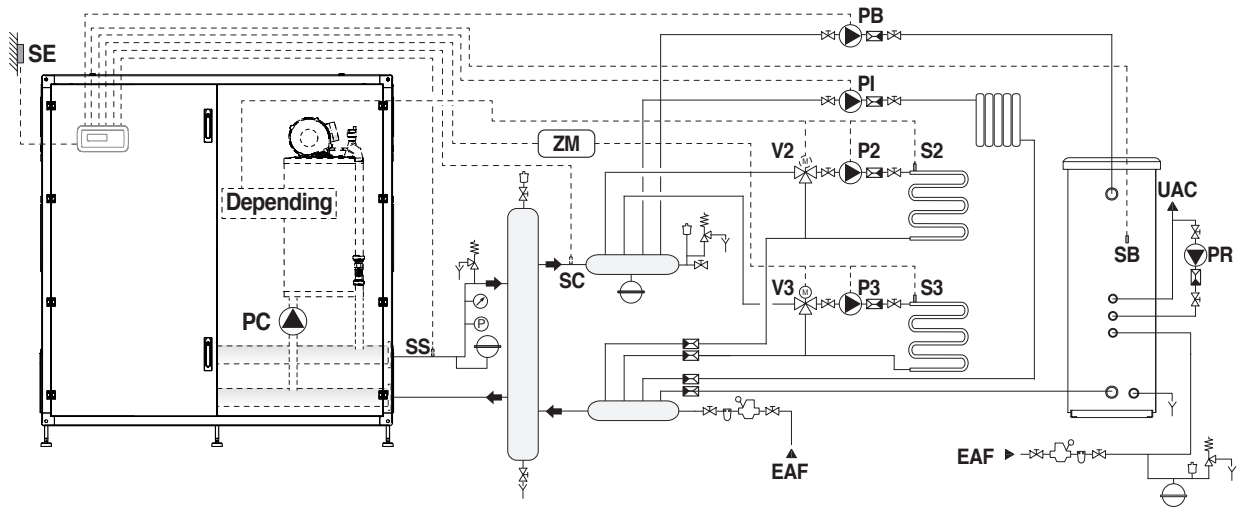 PB
SE
PI
ZM
V2
P2
S2
UAC
Depending
SB
PR
SC
V3
P3
S3
PC
P
SS
M
M
EAF
EAF